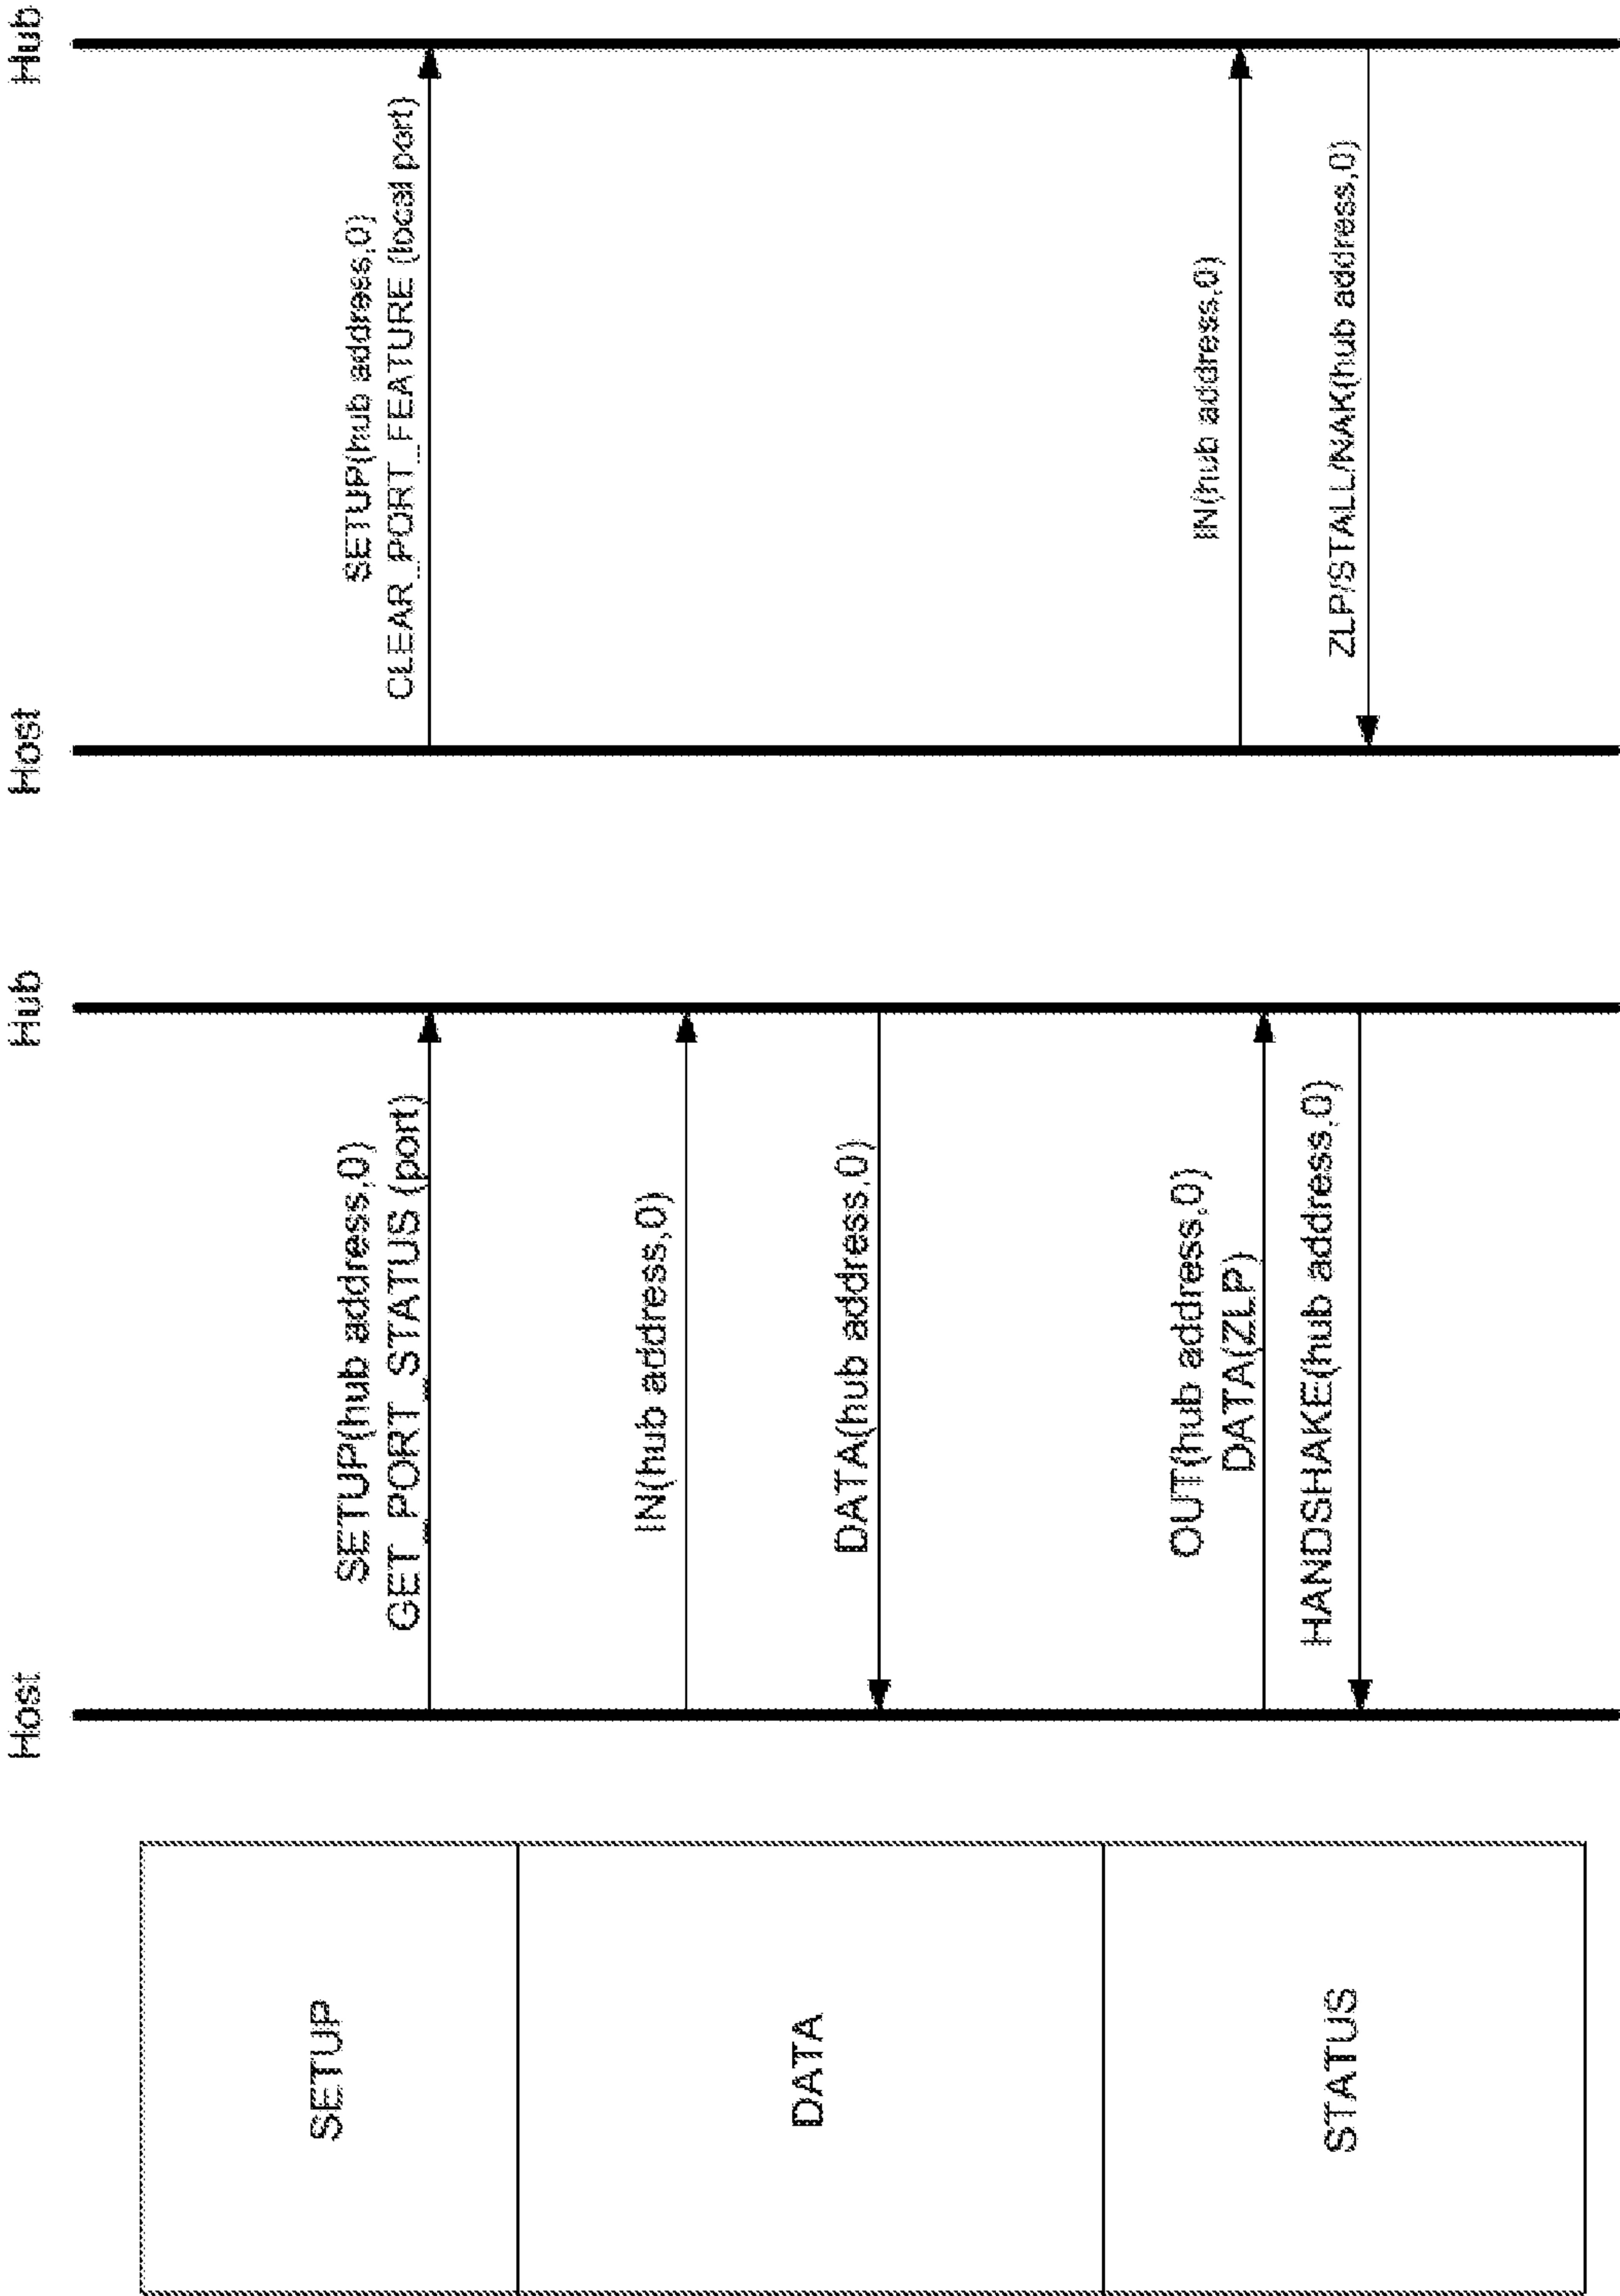 Host
Hub
Host
Hub
SETUP
SETUP(hub address,0)
GET_PORT_STATUS (port)
SETUP(hub address,0)
CLEAR_PORT_FEATURE (local port)
DATA
IN(hub address,0)
DATA(hub address,0)
STATUS
OUT(hub address,0)
DATA(ZLP)
HANDSHAKE(hub address,0)
IN(hub address,0)
ZLP/STALL/NAK(hub address,0)